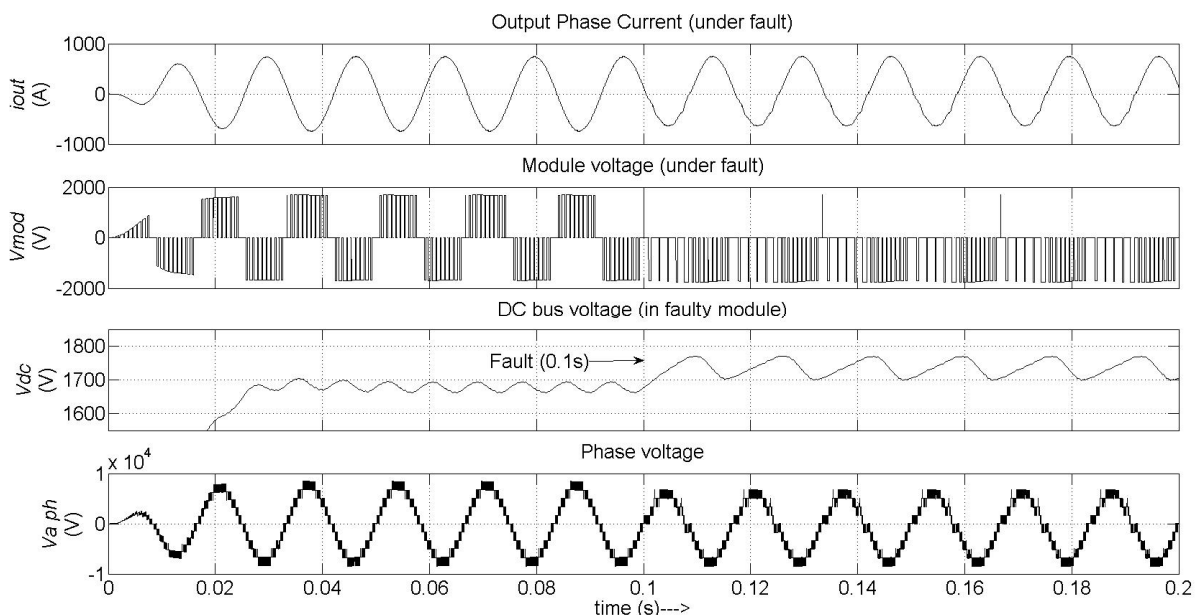 Output Phase Current (under fault)
1000
0
-1000
iout
(A)
Module voltage (under fault)
2000
0
-2000
Vmod
(V)
DC bus voltage (in faulty module)
1800
1700
1600
Vdc
(V)
Fault (0.1s)
Phase voltage
1 x 10^4
0
-1
Va ph
(V)
0 0.02 0.04 0.06 0.08 0.1 0.12 0.14 0.16 0.18 0.2
time (s)--->